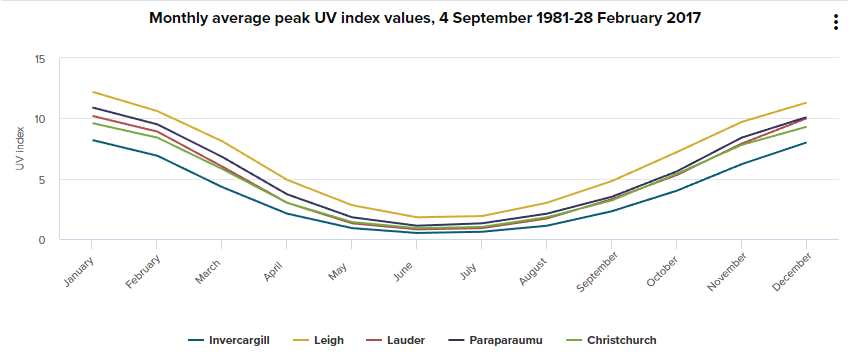 Monthly average peak UV index values, 4 September 1981-28 February 2017
15
10
5
0
UV index
January
February
March
April
May
June
July
August
September
October
November
December
Invercargill
Leigh
Lauder
Paraparaumu
Christchurch